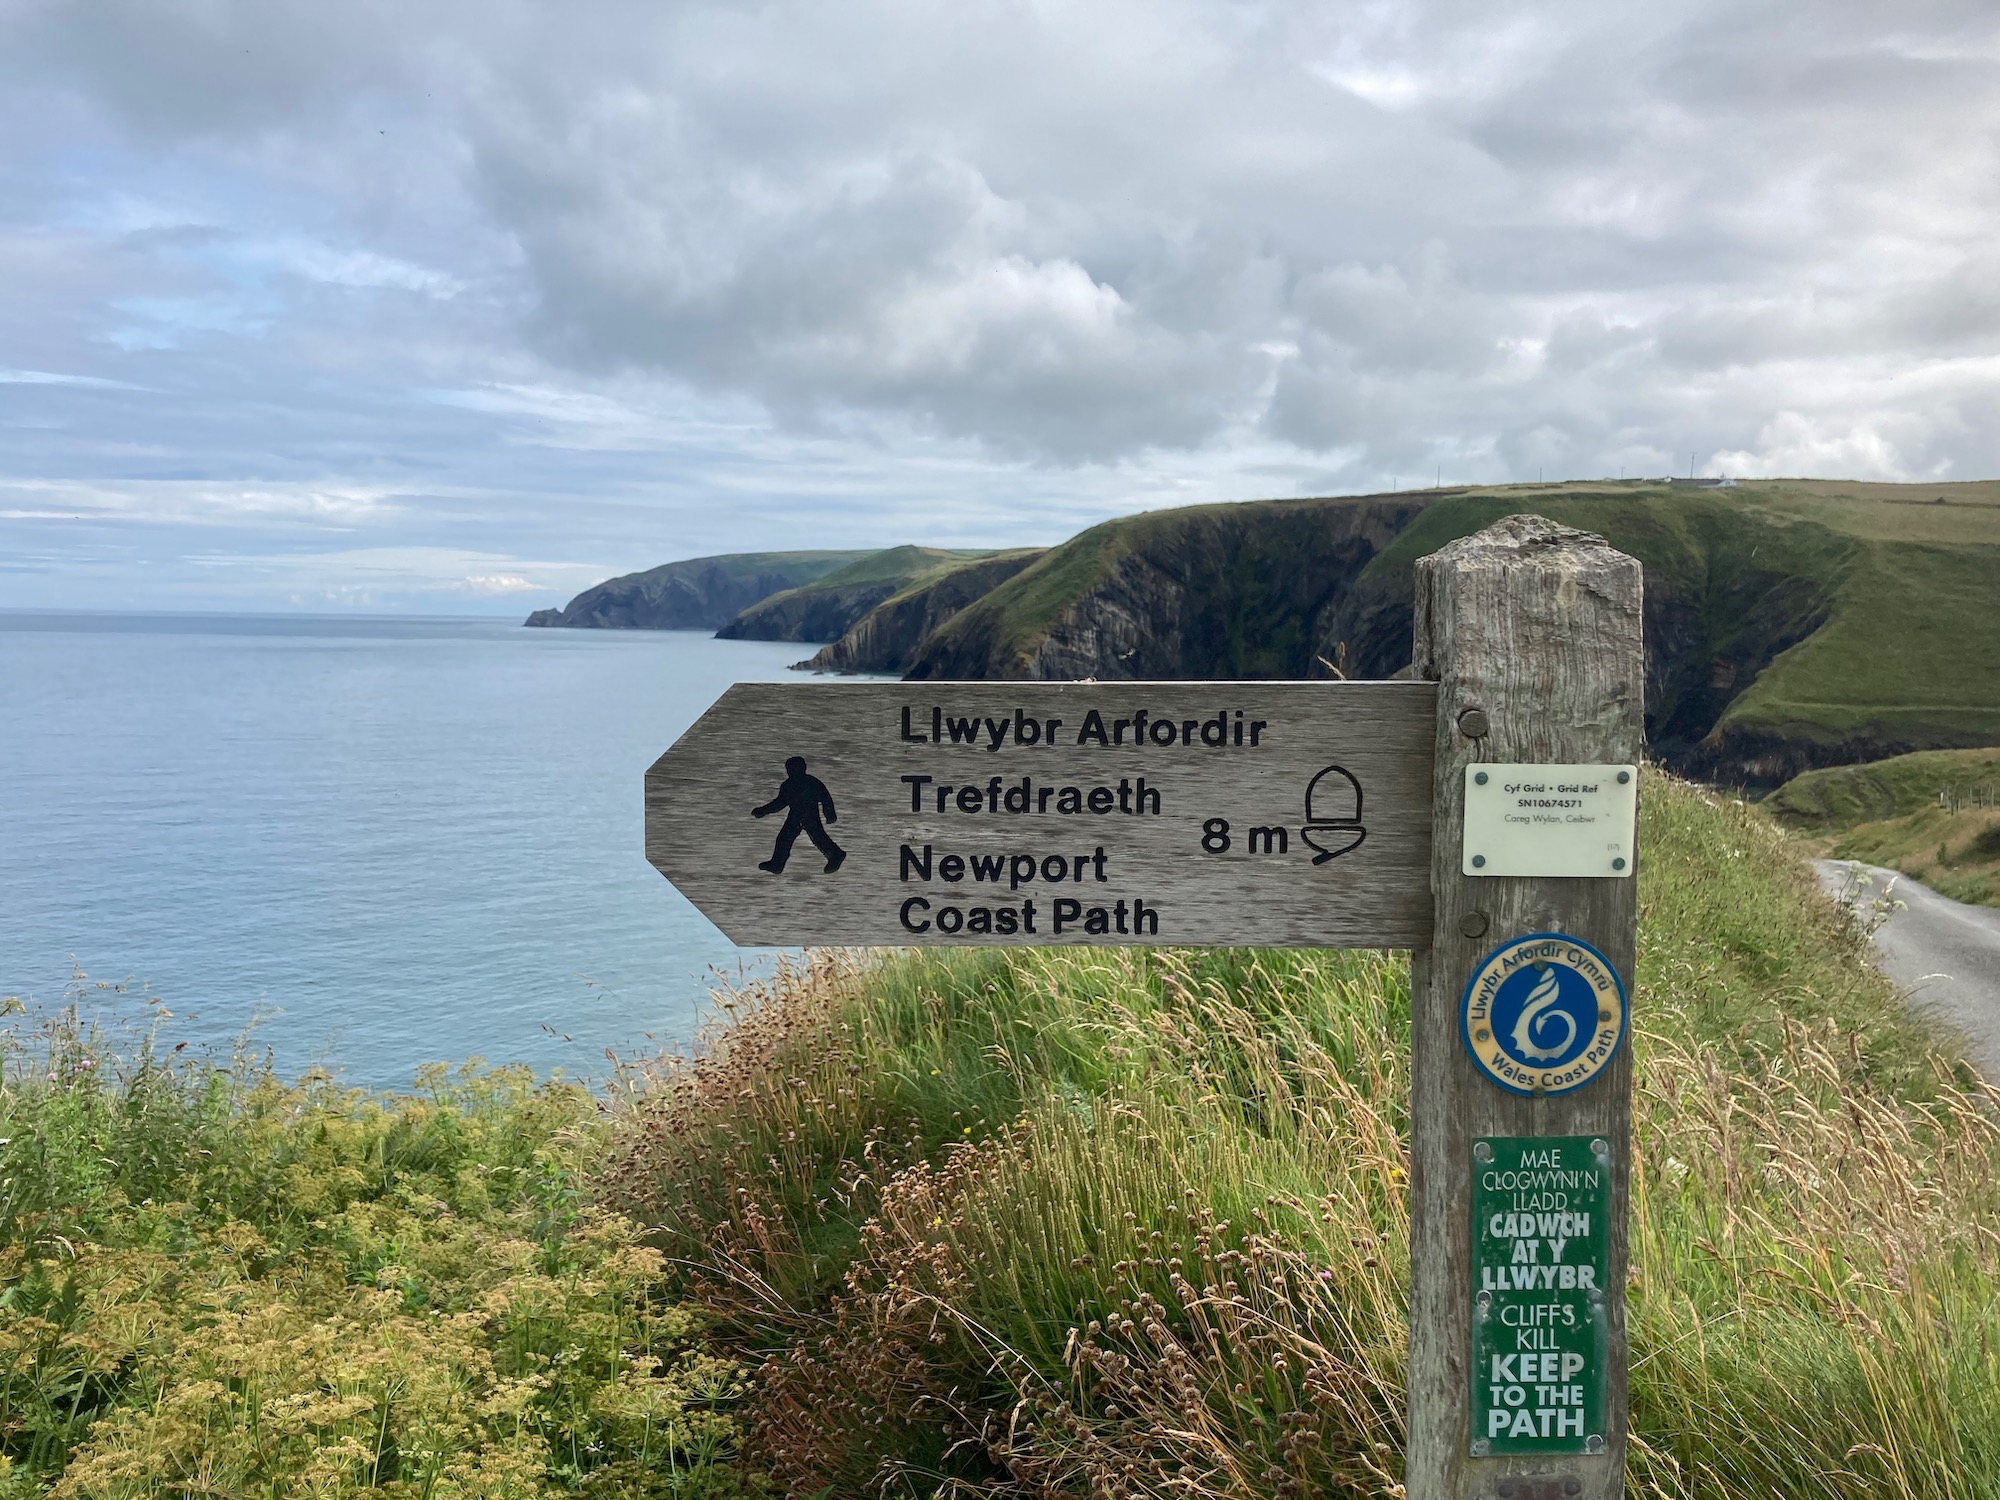 Llwybr Arfordir
Trefdraeth
8 m
Newport
Coast Path
Cyf Grid • Grid Ref
SN10674571
Careg Wylan, Ceibwr
Llwybr Arfordir Cymru
Wales Coast Path
MAE
CLOGWYNI'N
LLADD
CADWCH
AT Y
LLWYBR
CLIFFS
KILL
KEEP
TO THE
PATH